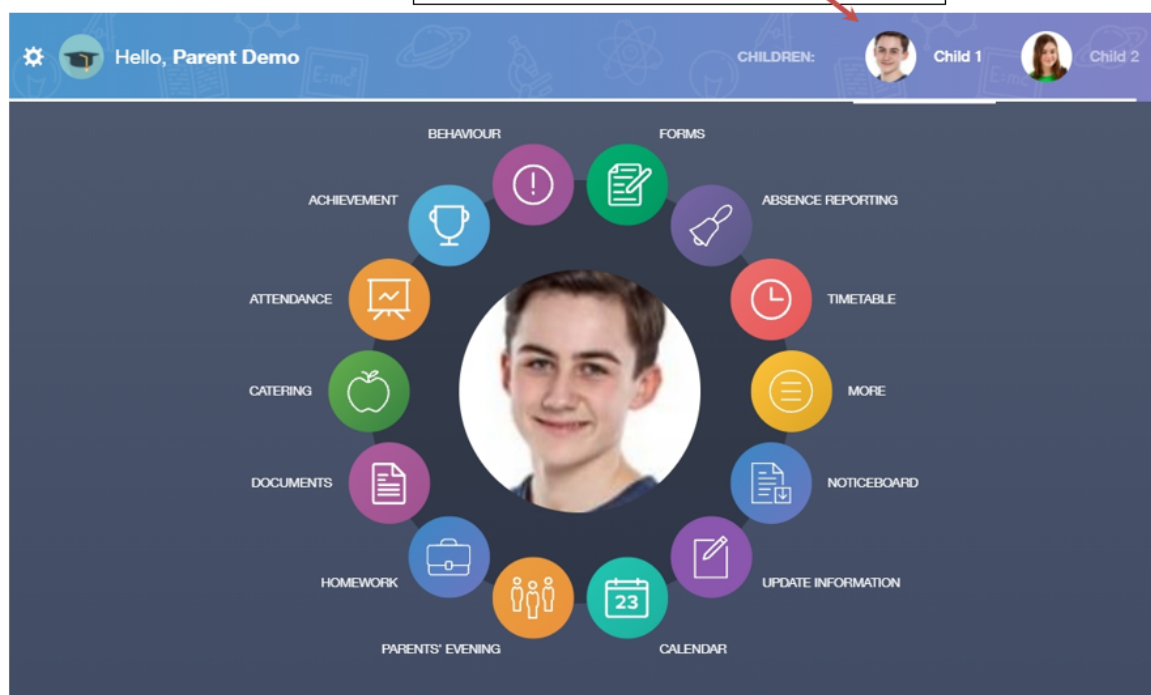 Hello, Parent Demo
CHILDREN:
Child 1
Child 2
BEHAVIOUR
FORMS
ACHIEVEMENT
ABSENCE REPORTING
ATTENDANCE
TIMETABLE
CATERING
MORE
DOCUMENTS
NOTICEBOARD
HOMEWORK
UPDATE INFORMATION
23
PARENTS' EVENING
CALENDAR